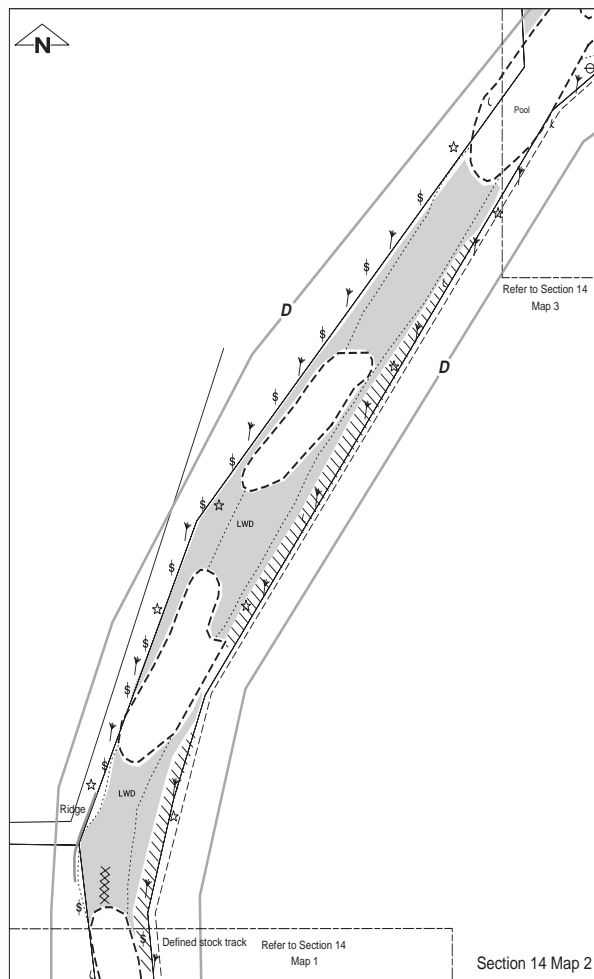 N
Pool
Refer to Section 14
Map 3
D
D
LWD
LWD
Ridge
Defined stock track
Refer to Section 14
Map 1
Section 14 Map 2